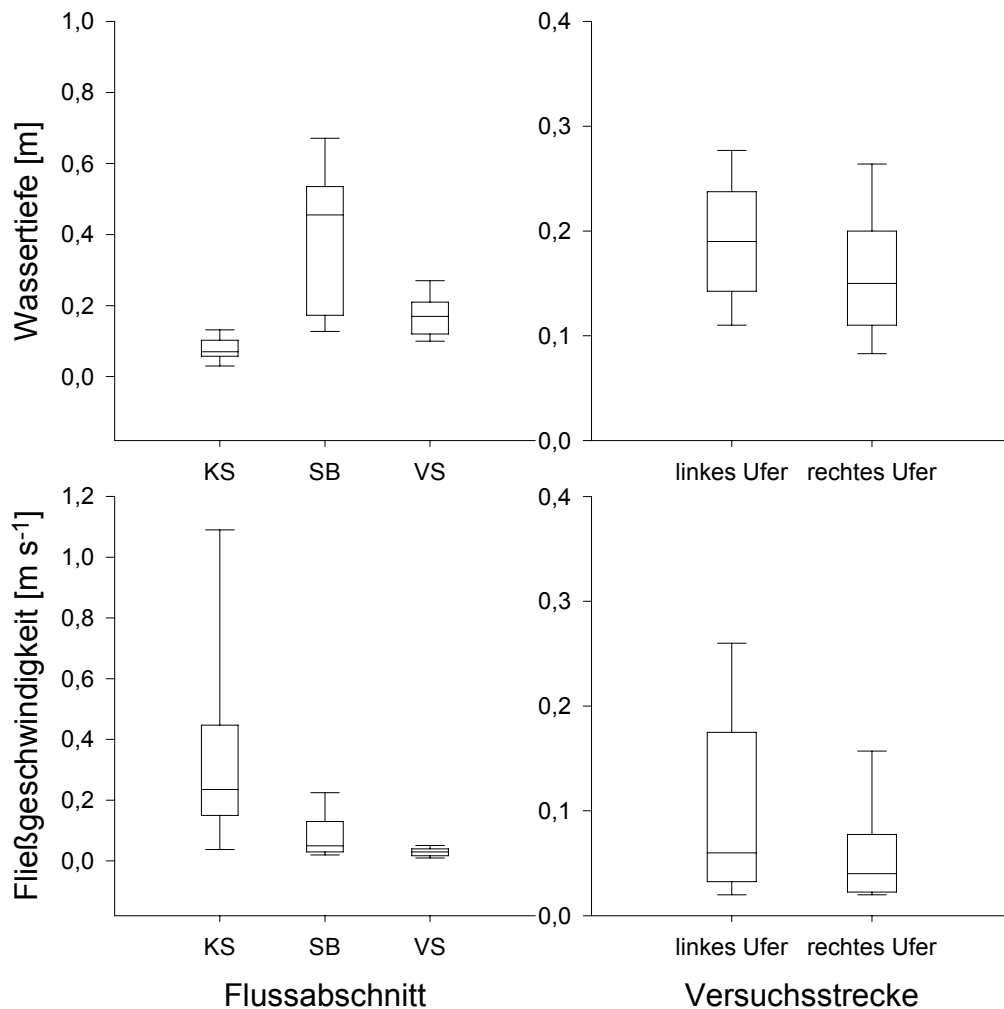 Wassertiefe [m]
1,0
0,8
0,6
0,4
0,2
0,0
KS SB VS
0,4
0,3
0,2
0,1
0,0
linkes Ufer rechtes Ufer
Fließgeschwindigkeit [m s-1]
1,2
1,0
0,8
0,6
0,4
0,2
0,0
KS SB VS
Flussabschnitt
0,4
0,3
0,2
0,1
0,0
linkes Ufer rechtes Ufer
Versuchsstrecke